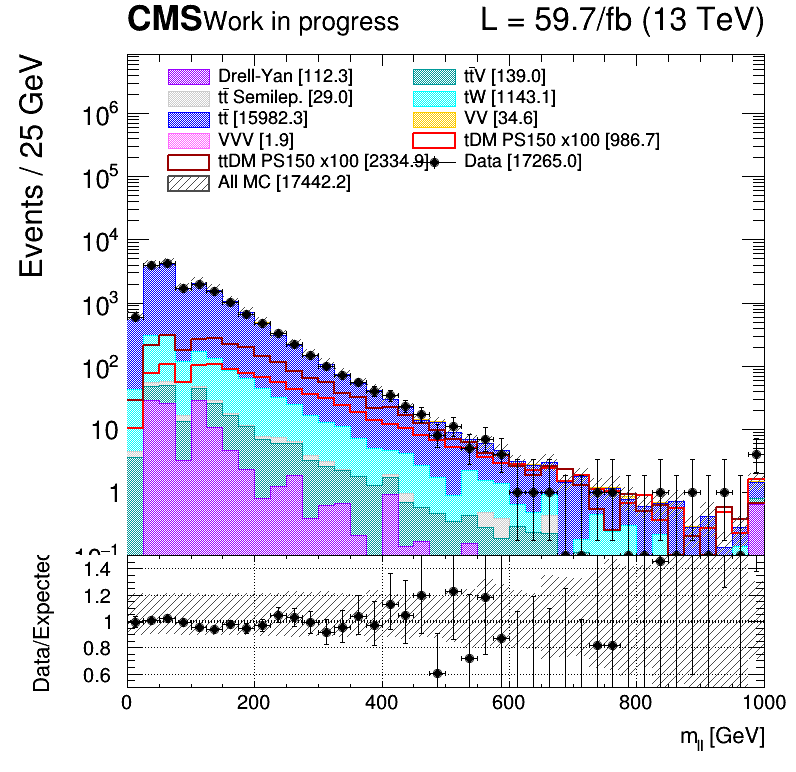 CMS Work in progress L = 59.7/fb (13 TeV)
Events / 25 GeV
Drell-Yan [112.3] tt̄V [139.0]
tt̄ Semilep. [29.0] tW [1143.1]
tt̄ [15982.3] VV [34.6]
VVV [1.9] tDM PS150 x100 [986.7]
ttDM PS150 x100 [2334.9] Data [17265.0]
All MC [17442.2]
10⁶
10⁵
10⁴
10³
10²
10
1
10⁻¹
Data/Expected
1.4
1.2
1
0.8
0.6
0 200 400 600 800 1000
m_ll [GeV]